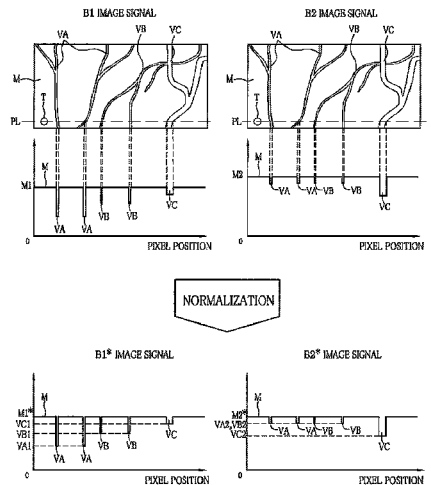 B1 IMAGE SIGNAL
B2 IMAGE SIGNAL
VA VB VC
VA VB VC
M
M
T
T
PL
PL
M
M1
M
M2
VA VA VB VB VC
VA VA VB VB VC
0
PIXEL POSITION
0
PIXEL POSITION
NORMALIZATION
B1* IMAGE SIGNAL
B2* IMAGE SIGNAL
M
M1*
VC1
VB1
VA1
VA VA VB VB VC
M
M2*
VA2,VB2
VC2
VA VA VB VB VC
0
PIXEL POSITION
0
PIXEL POSITION